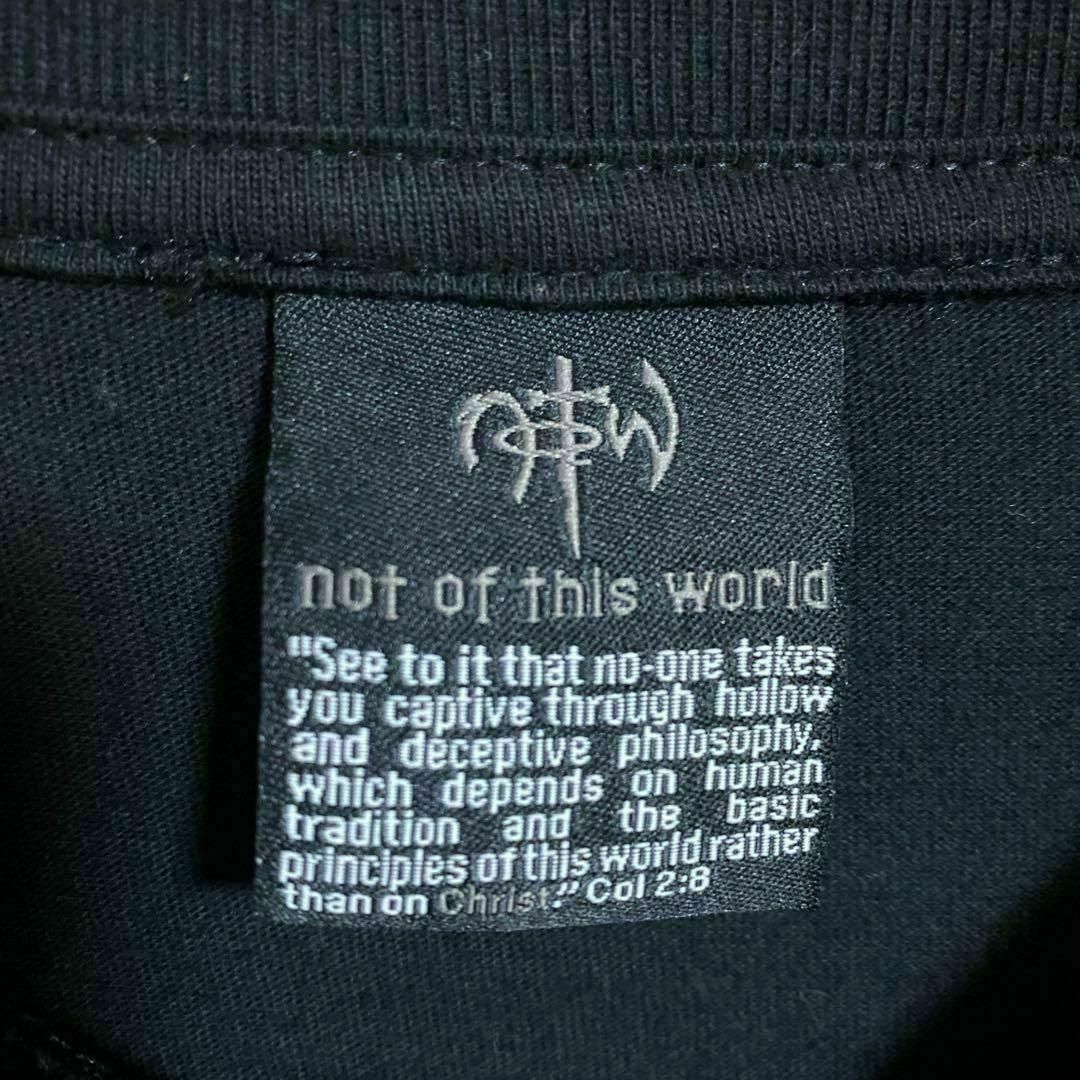 notw
not of this world
"See to it that no-one takes
you captive through hollow
and deceptive philosophy,
which depends on human
tradition and the basic
principles of this world rather
than on Christ." Col 2:8